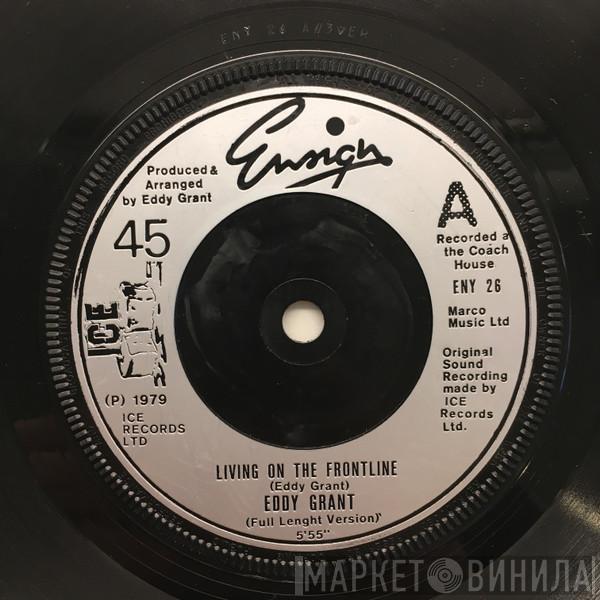 ENY 26
Ensign
Produced &
Arranged
by Eddy Grant
45
ICE
(P) 1979
ICE
RECORDS
LTD
A
Recorded a
the Coach
House
ENY 26
Marco
Music Ltd
Original
Sound
Recording
made by
ICE
Records
Ltd.
LIVING ON THE FRONTLINE
(Eddy Grant)
EDDY GRANT
(Full Lenght Version)
5'55"
МАРКЕТ ВИНИЛА